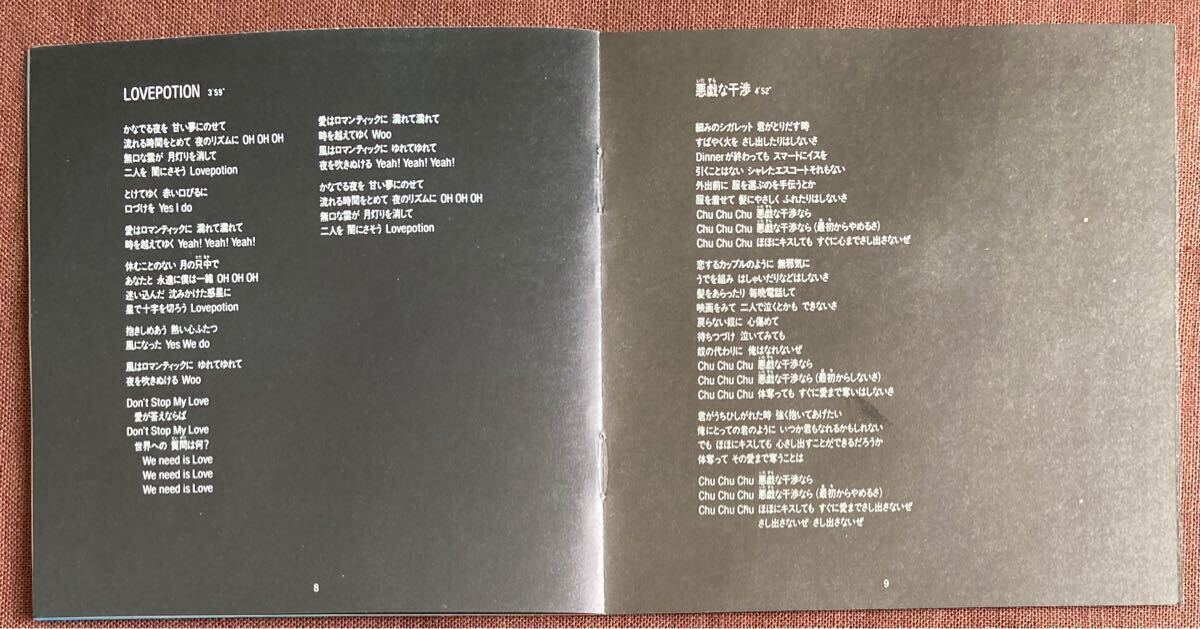 LOVEPOTION 3'59"
かなでる夜を 甘い夢にのせて
流れる時間をとめて 夜のリズムに OH OH OH
無口な雲が 月灯りを消して
二人を 闇にさそう Lovepotion
とけてゆく 赤い口びるに
口づけを Yes I do
愛はロマンティックに 濡れて濡れて
時を越えてゆく Yeah! Yeah! Yeah!
休むことのない 月の只中で
あなたと 永遠に僕は一緒 OH OH OH
迷い込んだ 沈みかけた惑星に
星で十字を切ろう Lovepotion
抱きしめあう 熱い心ふたつ
風になった Yes We do
風はロマンティックに ゆれてゆれて
夜を吹きぬける Woo
Don't Stop My Love
愛が答えならば
Don't Stop My Love
世界への 質問は何?
We need is Love
We need is Love
We need is Love
愛はロマンティックに 濡れて濡れて
時を越えてゆく Woo
風はロマンティックに ゆれてゆれて
夜を吹きぬける Yeah! Yeah! Yeah!
かなでる夜を 甘い夢にのせて
流れる時間をとめて 夜のリズムに OH OH OH
無口な雲が 月灯りを消して
二人を 闇にさそう Lovepotion
8
いた ずら
悪戯な干渉 4'52"
細みのシガレット 君がとりだす時
すばやく火を さし出したりはしないさ
Dinnerが終わっても スマートにイスを
引くことはない シャレたエスコートそれもない
外出前に 服を選ぶのを手伝うとか
服を着せて 髪にやさしく ふれたりはしないさ
Chu Chu Chu 悪戯な干渉なら
Chu Chu Chu 悪戯な干渉なら(最初からやめるさ)
Chu Chu Chu ほほにキスしても すぐに心までさし出さないぜ
恋するカップルのように 無邪気に
うでを組み はしゃいだりなどはしないさ
髪をあらったり 毎晩電話して
映画をみて 二人で泣くとかも できないさ
戻らない奴に 心傷めて
待ちつづけ 泣いてみても
奴の代わりに 俺はなれないぜ
Chu Chu Chu 悪戯な干渉なら
Chu Chu Chu 悪戯な干渉なら(最初からしないさ)
Chu Chu Chu 体奪っても すぐに愛まで奪いはしないさ
君がうちひしがれた時 強く抱いてあげたい
俺にとっての君のように いつか君もなれるかもしれない
でも ほほにキスしても 心さし出すことができるだろうか
体奪って その愛まで奪うことは
Chu Chu Chu 悪戯な干渉なら
Chu Chu Chu 悪戯な干渉なら(最初からやめるさ)
Chu Chu Chu ほほにキスしても すぐに愛までさし出さないぜ
さし出さないぜ さし出さないぜ
9